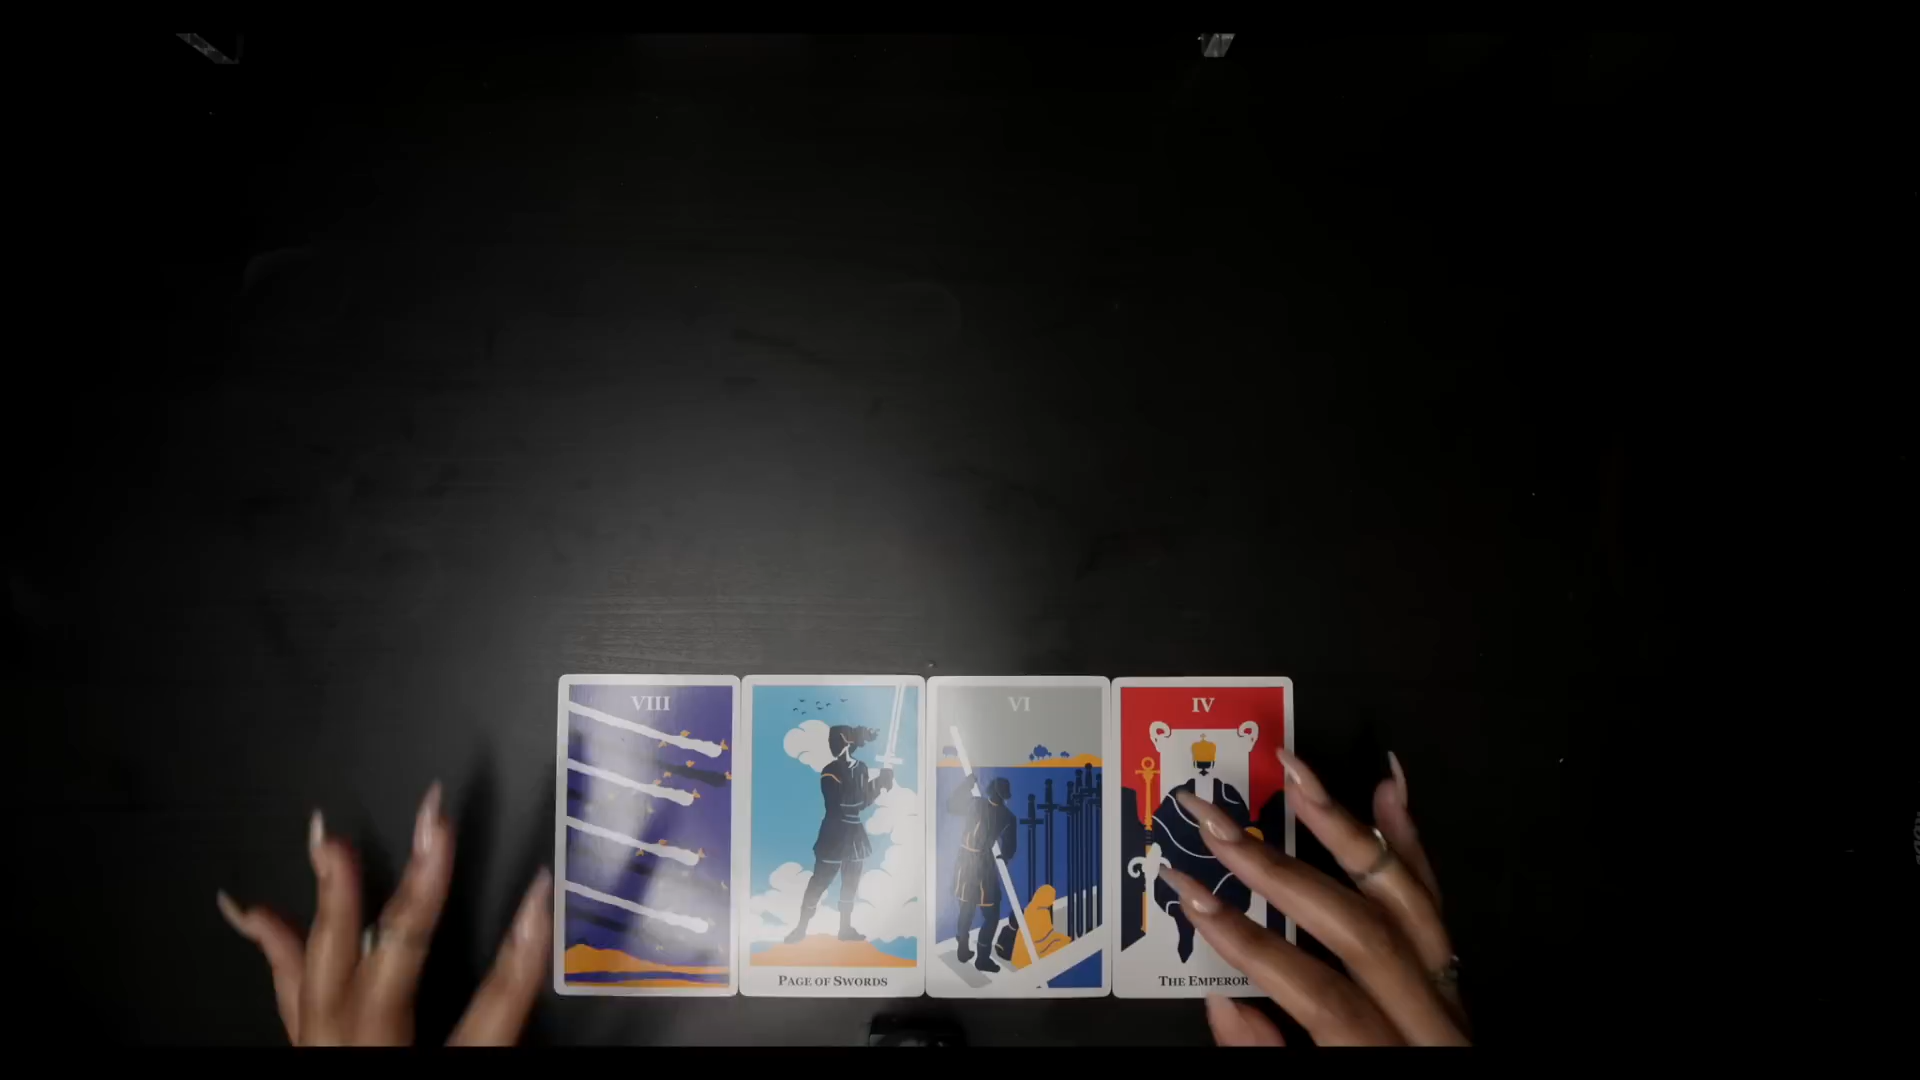 VIII
VI
IV
PAGE OF SWORDS
THE EMPEROR